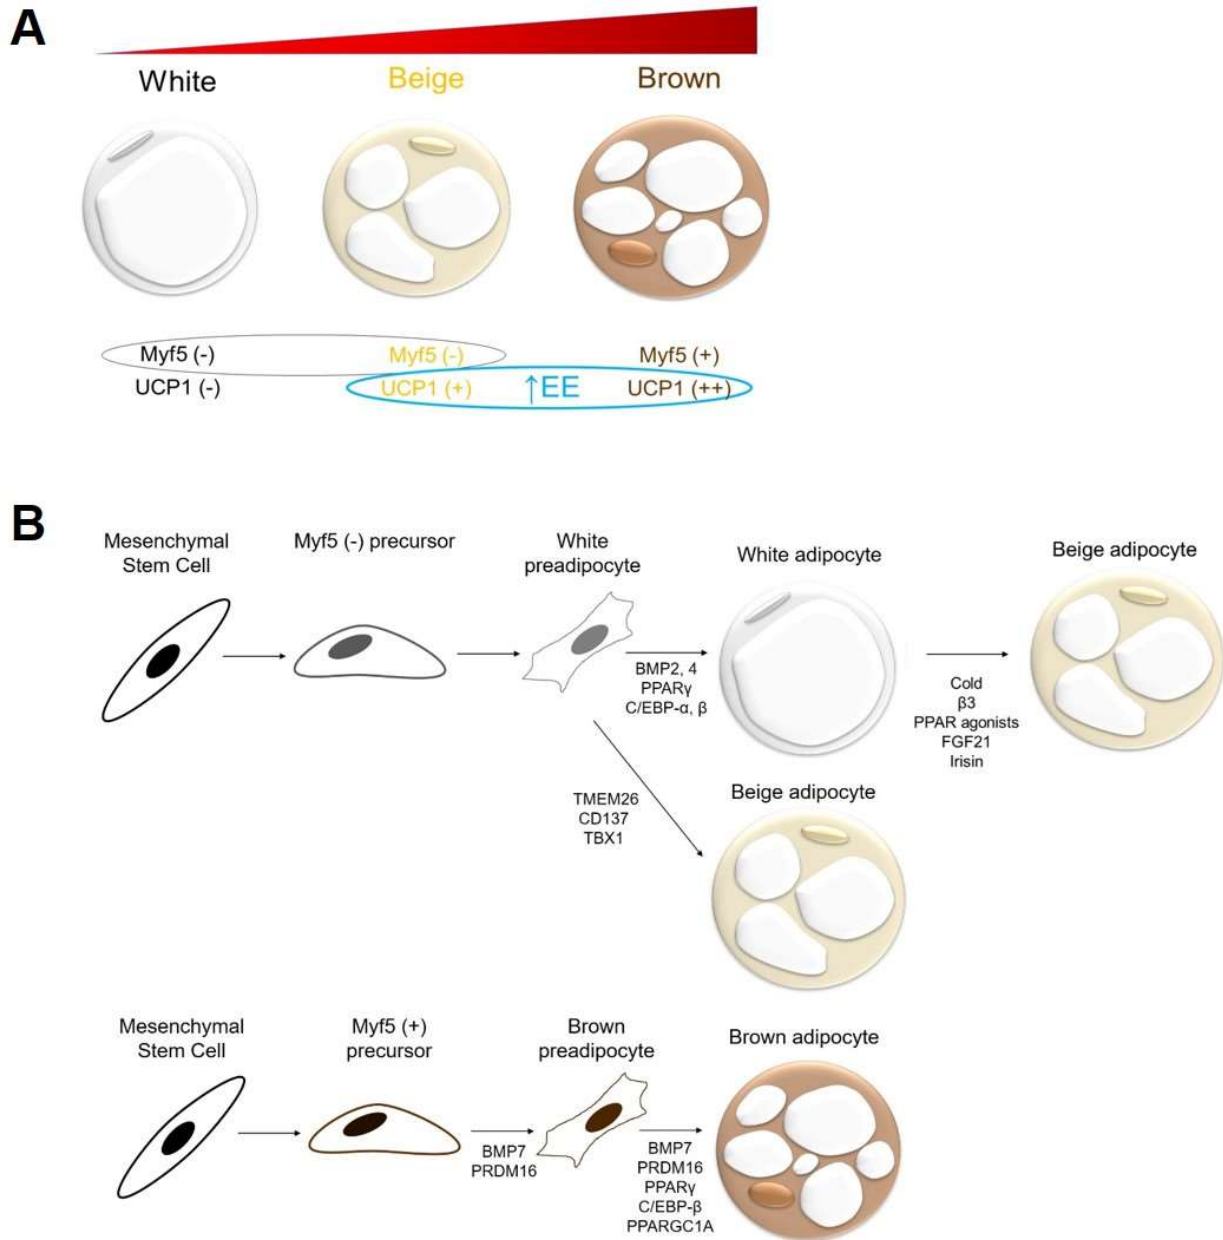 A
White Beige Brown
Myf5 (-) Myf5 (-) Myf5 (+)
UCP1 (-) UCP1 (+) ↑EE UCP1 (++)
B
Mesenchymal
Stem Cell
Myf5 (-) precursor
White
preadipocyte
White adipocyte
Beige adipocyte
BMP2, 4
PPARγ
C/EBP-α, β
Cold
β3
PPAR agonists
FGF21
Irisin
TMEM26
CD137
TBX1
Beige adipocyte
Mesenchymal
Stem Cell
Myf5 (+)
precursor
Brown
preadipocyte
Brown adipocyte
BMP7
PRDM16
BMP7
PRDM16
PPARγ
C/EBP-β
PPARGC1A